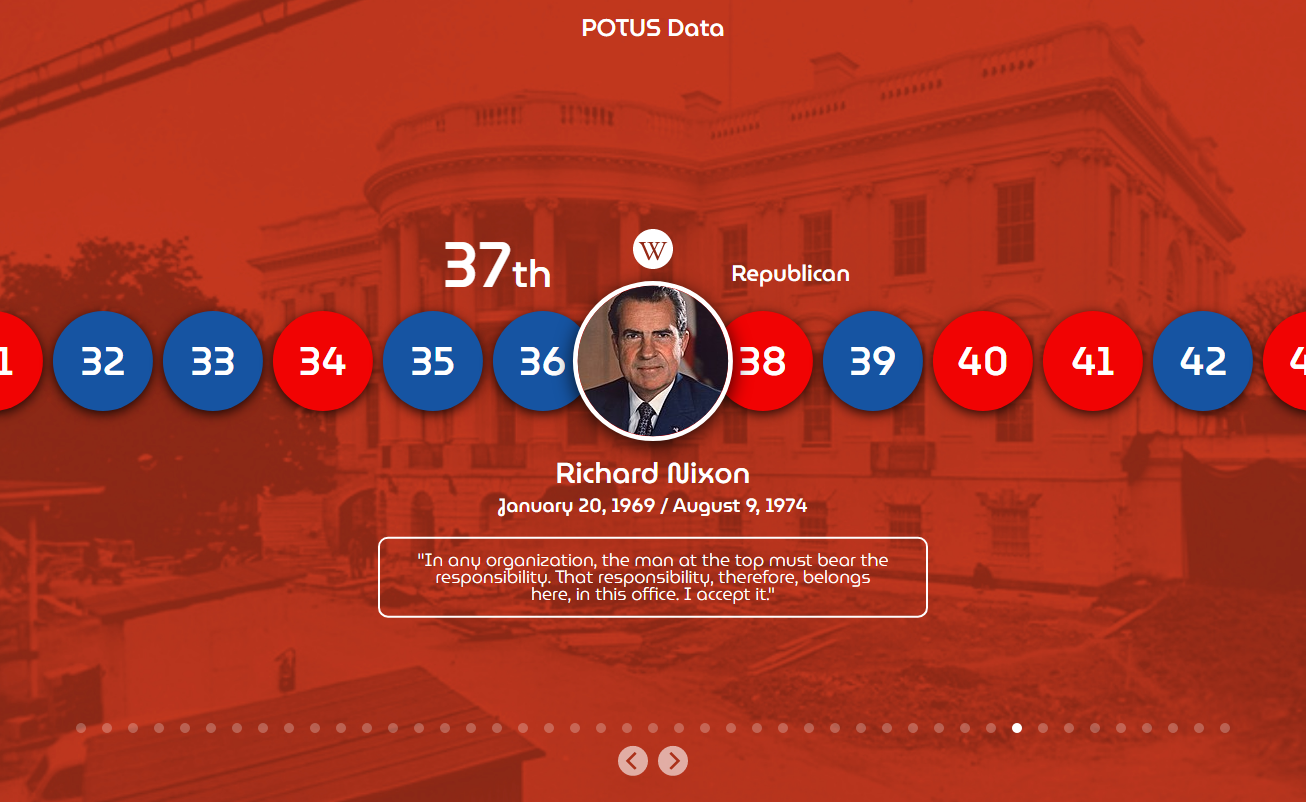 POTUS Data
37th
W
Republican
1 32 33 34 35 36 38 39 40 41 42 4
Richard Nixon
January 20, 1969 / August 9, 1974
"In any organization, the man at the top must bear the
responsibility. That responsibility, therefore, belongs
here, in this office. I accept it."